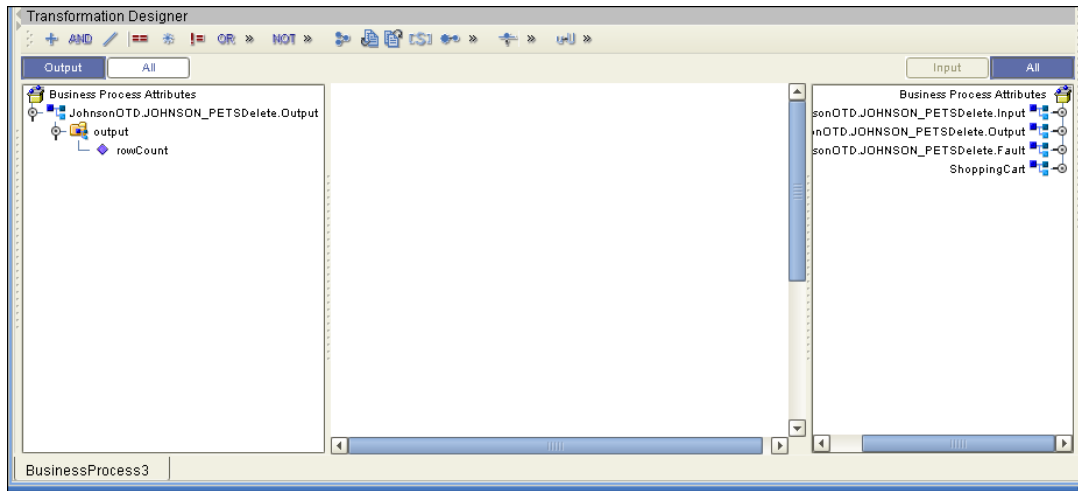 Transformation Designer
+ AND / == * != OR » NOT » [S] » ÷ » »
Output All Input All
Business Process Attributes
JohnsonOTD.JOHNSON_PETSDelete.Output
output
rowCount
Business Process Attributes
sonOTD.JOHNSON_PETSDelete.Input
nOTD.JOHNSON_PETSDelete.Output
sonOTD.JOHNSON_PETSDelete.Fault
ShoppingCart
BusinessProcess3